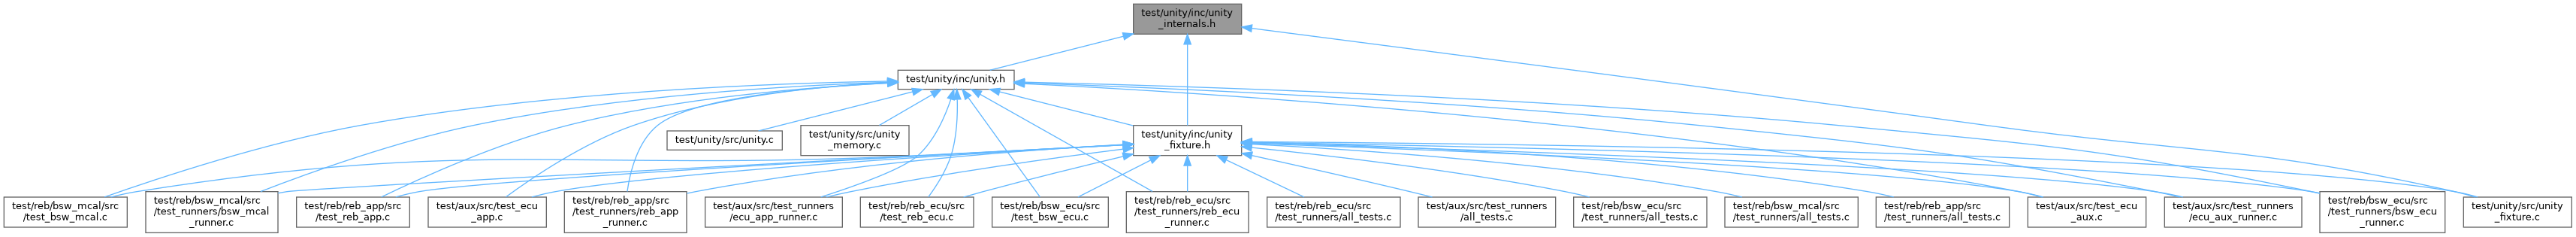 test/unity/inc/unity
_internals.h
test/unity/inc/unity.h
test/unity/src/unity.c
test/unity/src/unity
_memory.c
test/unity/inc/unity
_fixture.h
test/reb/bsw_mcal/src
/test_bsw_mcal.c
test/reb/bsw_mcal/src
/test_runners/bsw_mcal
_runner.c
test/reb/reb_app/src
/test_reb_app.c
test/aux/src/test_ecu
_app.c
test/reb/reb_app/src
/test_runners/reb_app
_runner.c
test/aux/src/test_runners
/ecu_app_runner.c
test/reb/reb_ecu/src
/test_reb_ecu.c
test/reb/bsw_ecu/src
/test_bsw_ecu.c
test/reb/reb_ecu/src
/test_runners/reb_ecu
_runner.c
test/reb/reb_ecu/src
/test_runners/all_tests.c
test/aux/src/test_runners
/all_tests.c
test/reb/bsw_ecu/src
/test_runners/all_tests.c
test/reb/bsw_mcal/src
/test_runners/all_tests.c
test/reb/reb_app/src
/test_runners/all_tests.c
test/aux/src/test_ecu
_aux.c
test/aux/src/test_runners
/ecu_aux_runner.c
test/reb/bsw_ecu/src
/test_runners/bsw_ecu
_runner.c
test/unity/src/unity
_fixture.c